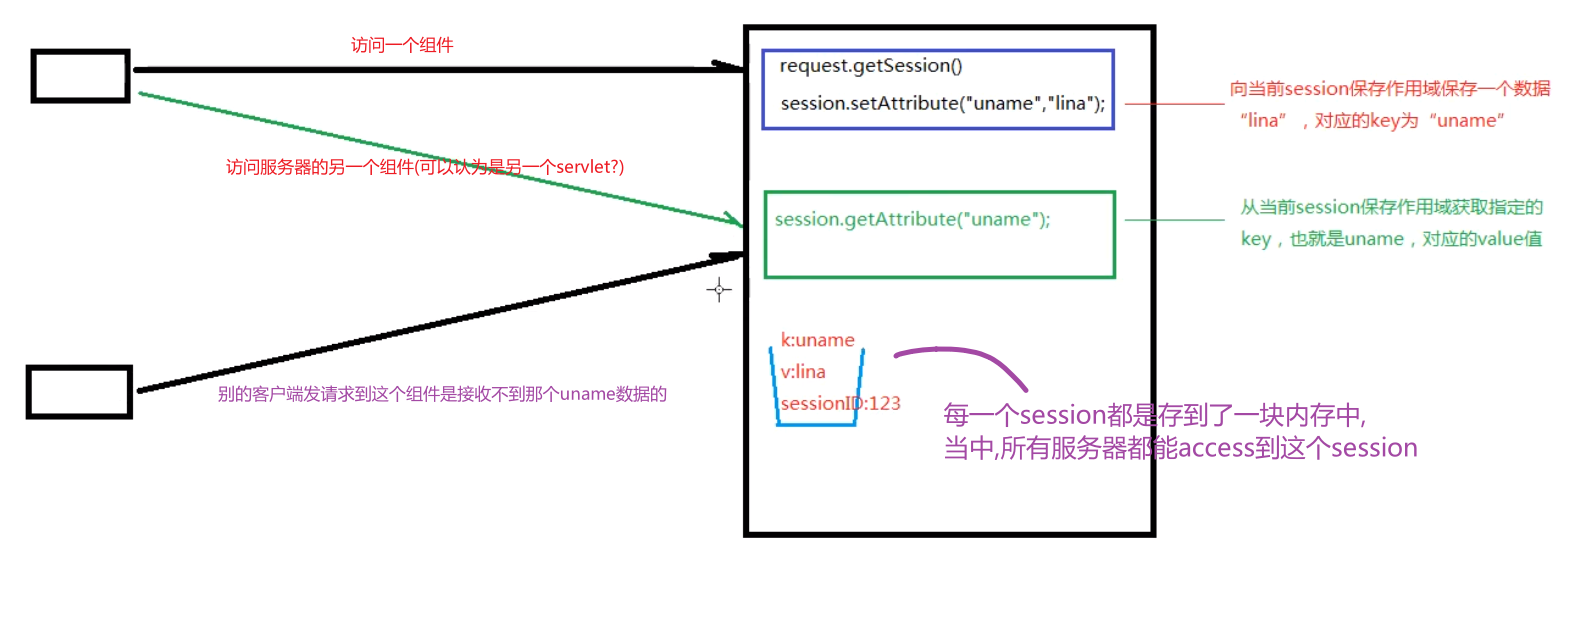 访问一个组件
request.getSession()
session.setAttribute("uname","lina");
向当前session保存作用域保存一个数据
“lina”，对应的key为“uname”
访问服务器的另一个组件(可以认为是另一个servlet?)
session.getAttribute("uname");
从当前session保存作用域获取指定的
key，也就是uname，对应的value值
k:uname
v:lina
sessionID:123
别的客户端发请求到这个组件是接收不到那个uname数据的
每一个session都是存到了一块内存中,
当中,所有服务器都能access到这个session